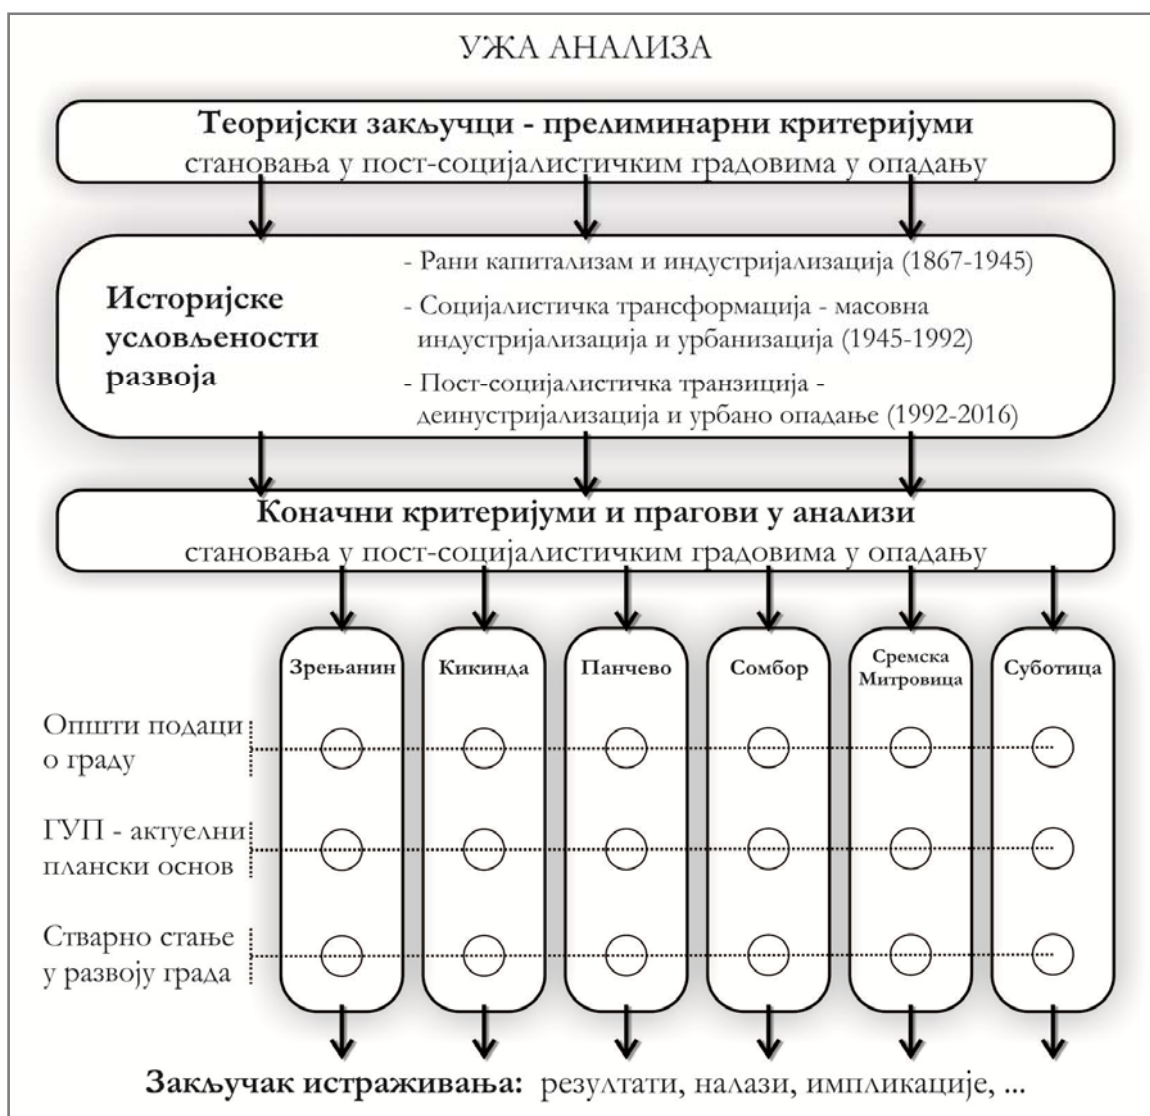 УЖА АНАЛИЗА
Теоријски закључци - прелиминарни критеријуми
становања у пост-социјалистичким градовима у опадању
Историјске
условљености
развоја
- Рани капитализам и индустријализација (1867-1945)
- Социјалистичка трансформација - масовна
индустријализација и урбанизација (1945-1992)
- Пост-социјалистичка транзиција -
деинустријализација и урбано опадање (1992-2016)
Коначни критеријуми и прагови у анализи
становања у пост-социјалистичким градовима у опадању
Зрењанин
Кикинда
Панчево
Сомбор
Сремска
Митровица
Суботица
Општи подаци
о граду
ГУП - актуелни
плански основ
Стварно стање
у развоју града
Закључак истраживања: резултати, налази, импликације, ...